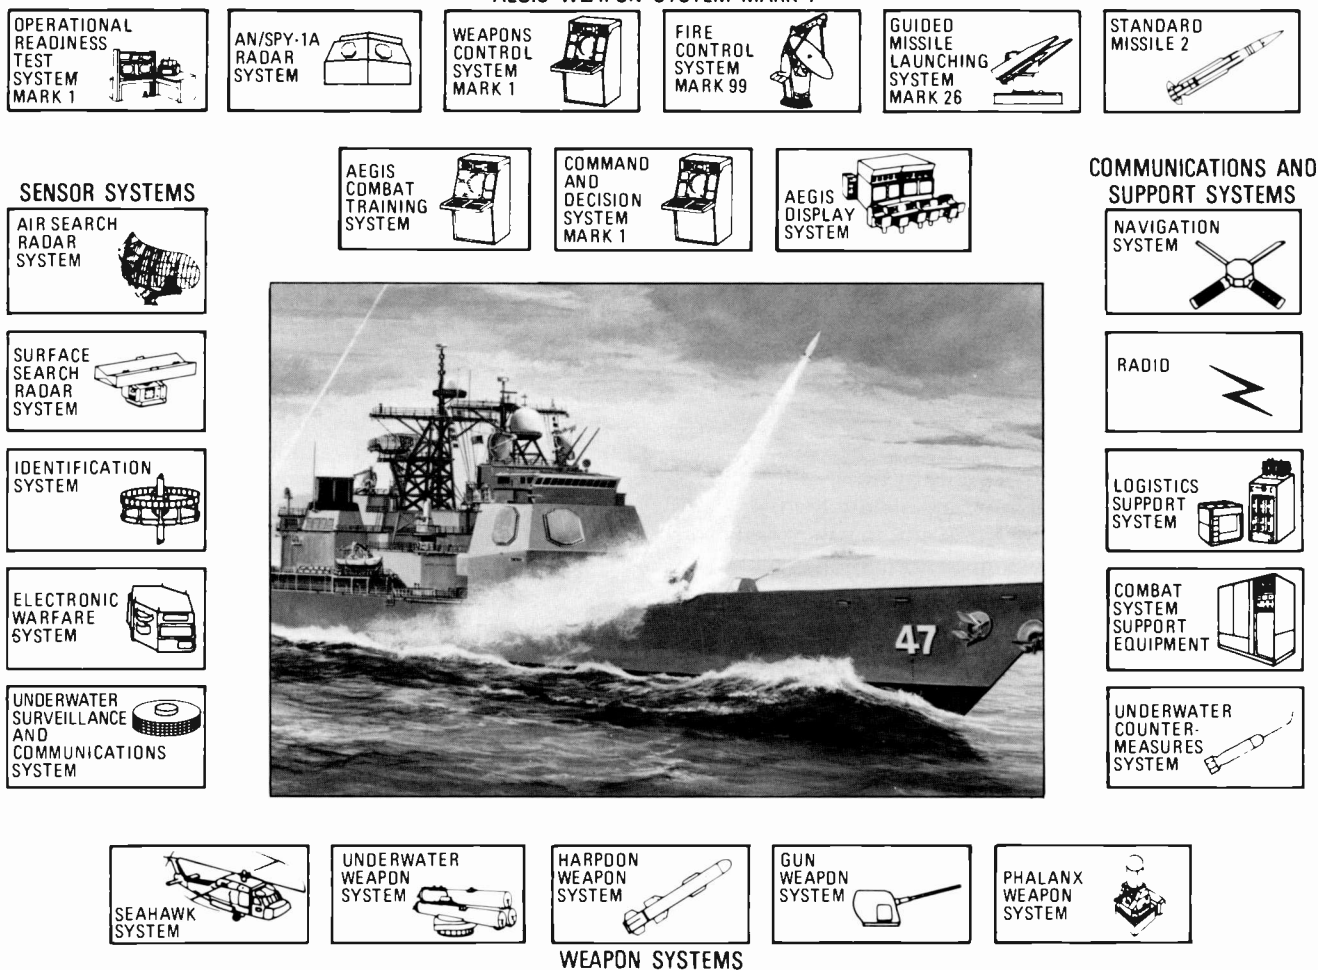 AEGIS WEAPON SYSTEM MARK 7
OPERATIONAL
READINESS
TEST
SYSTEM
MARK 1
AN/SPY-1A
RADAR
SYSTEM
WEAPONS
CONTROL
SYSTEM
MARK 1
FIRE
CONTROL
SYSTEM
MARK 99
GUIDED
MISSILE
LAUNCHING
SYSTEM
MARK 26
STANDARD
MISSILE 2
AEGIS
COMBAT
TRAINING
SYSTEM
COMMAND
AND
DECISION
SYSTEM
MARK 1
AEGIS
DISPLAY
SYSTEM
SENSOR SYSTEMS
AIR SEARCH
RADAR
SYSTEM
SURFACE
SEARCH
RADAR
SYSTEM
IDENTIFICATION
SYSTEM
ELECTRONIC
WARFARE
SYSTEM
UNDERWATER
SURVEILLANCE
AND
COMMUNICATIONS
SYSTEM
47
COMMUNICATIONS AND
SUPPORT SYSTEMS
NAVIGATION
SYSTEM
RADIO
LOGISTICS
SUPPORT
SYSTEM
COMBAT
SYSTEM
SUPPORT
EQUIPMENT
UNDERWATER
COUNTER-
MEASURES
SYSTEM
SEAHAWK
SYSTEM
UNDERWATER
WEAPON
SYSTEM
HARPOON
WEAPON
SYSTEM
GUN
WEAPON
SYSTEM
PHALANX
WEAPON
SYSTEM
WEAPON SYSTEMS